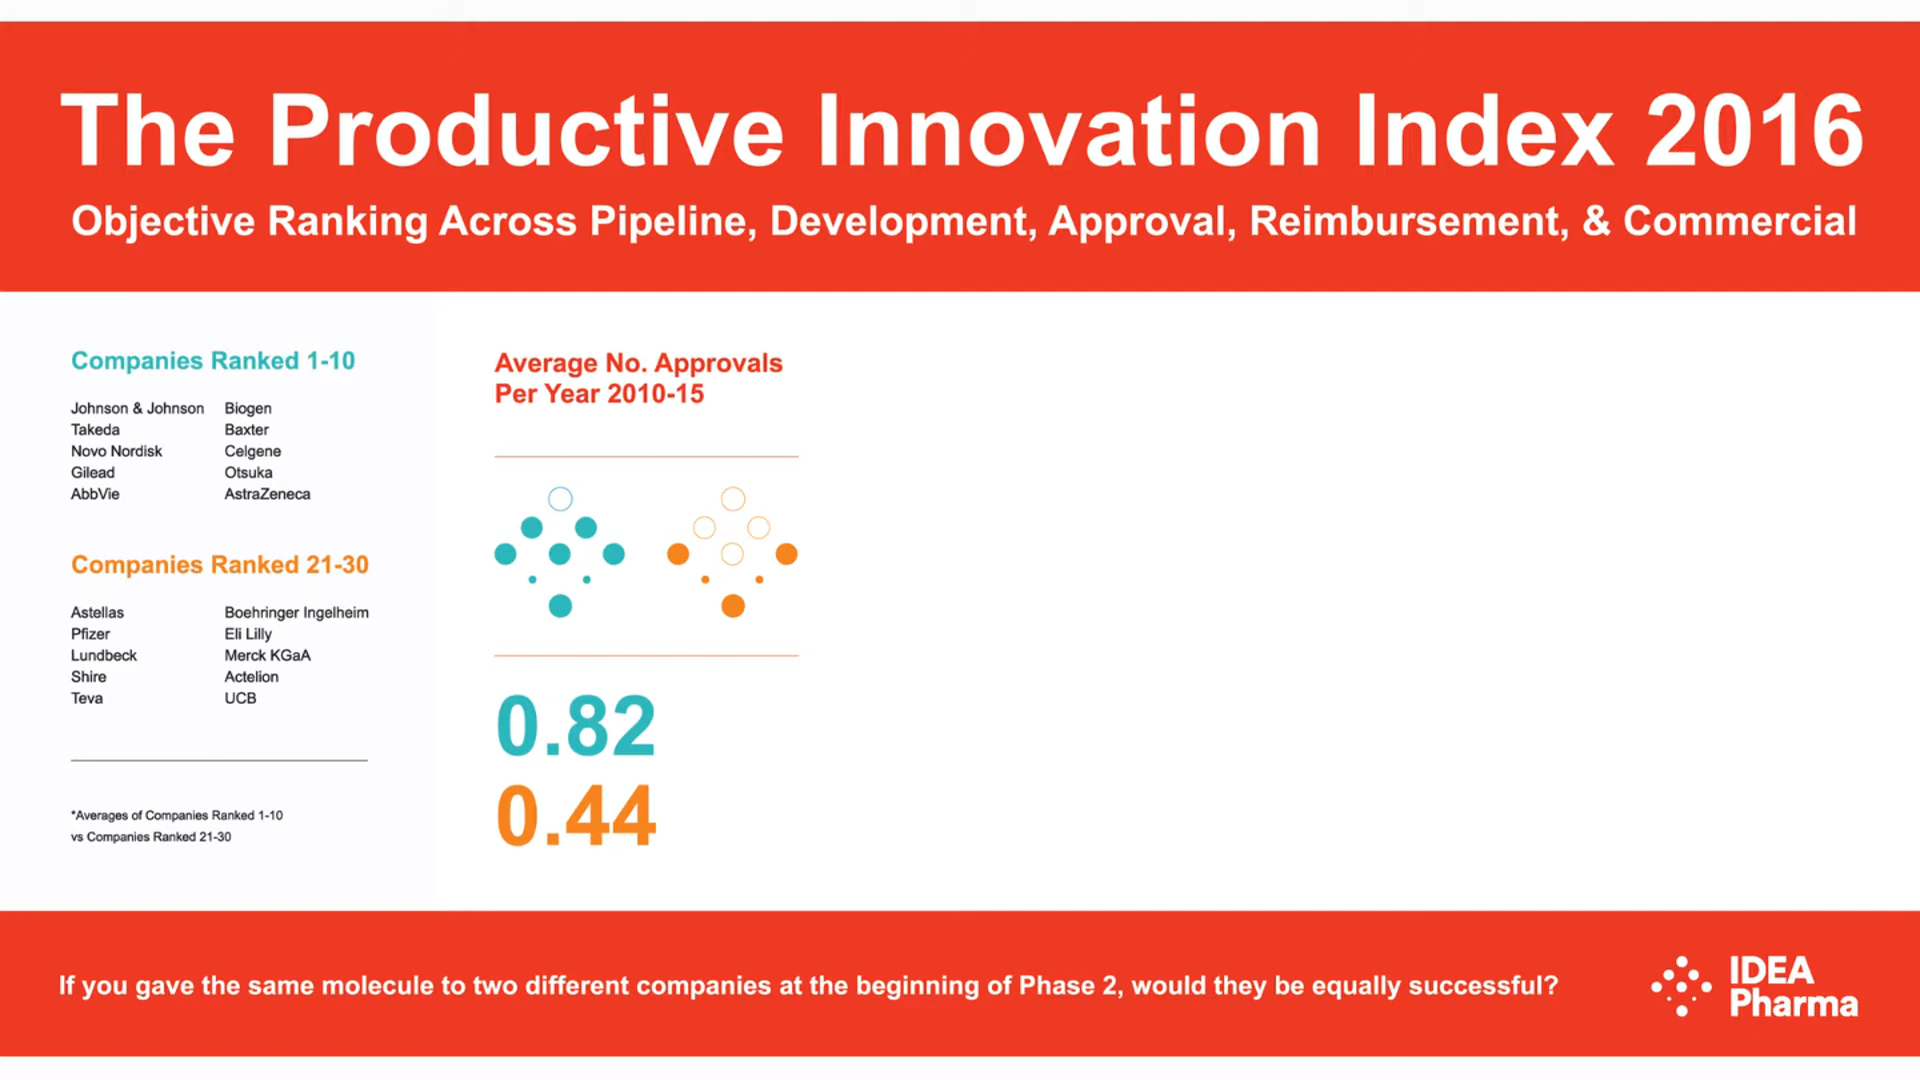 The Productive Innovation Index 2016
Objective Ranking Across Pipeline, Development, Approval, Reimbursement, & Commercial
Companies Ranked 1-10
Johnson & Johnson
Takeda
Novo Nordisk
Gilead
AbbVie
Biogen
Baxter
Celgene
Otsuka
AstraZeneca
Companies Ranked 21-30
Astellas
Pfizer
Lundbeck
Shire
Teva
Boehringer Ingelheim
Eli Lilly
Merck KGaA
Actelion
UCB
*Averages of Companies Ranked 1-10
vs Companies Ranked 21-30
Average No. Approvals
Per Year 2010-15
0.82
0.44
If you gave the same molecule to two different companies at the beginning of Phase 2, would they be equally successful?
IDEA
Pharma